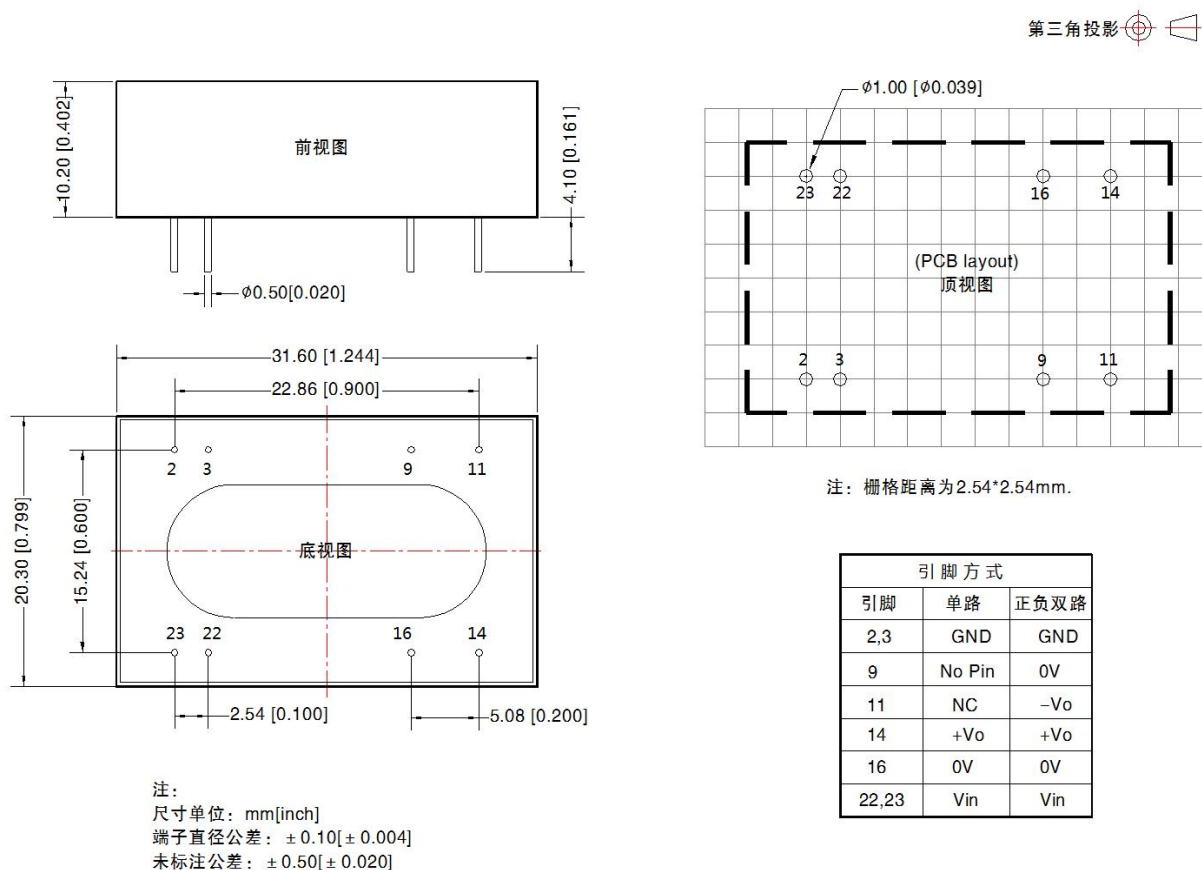 第三角投影
10.20 [0.402]
前视图
4.10 [0.161]
⌀0.50[0.020]
31.60 [1.244]
22.86 [0.900]
20.30 [0.799]
15.24 [0.600]
2 3 9 11
底视图
23 22 16 14
2.54 [0.100]
5.08 [0.200]
注：
尺寸单位：mm[inch]
端子直径公差：±0.10[±0.004]
未标注公差：±0.50[±0.020]
⌀1.00 [⌀0.039]
23 22 16 14
(PCB layout)
顶视图
2 3 9 11
注：栅格距离为2.54*2.54mm.
引脚方式
引脚 单路 正负双路
2,3 GND GND
9 No Pin 0V
11 NC −Vo
14 +Vo +Vo
16 0V 0V
22,23 Vin Vin